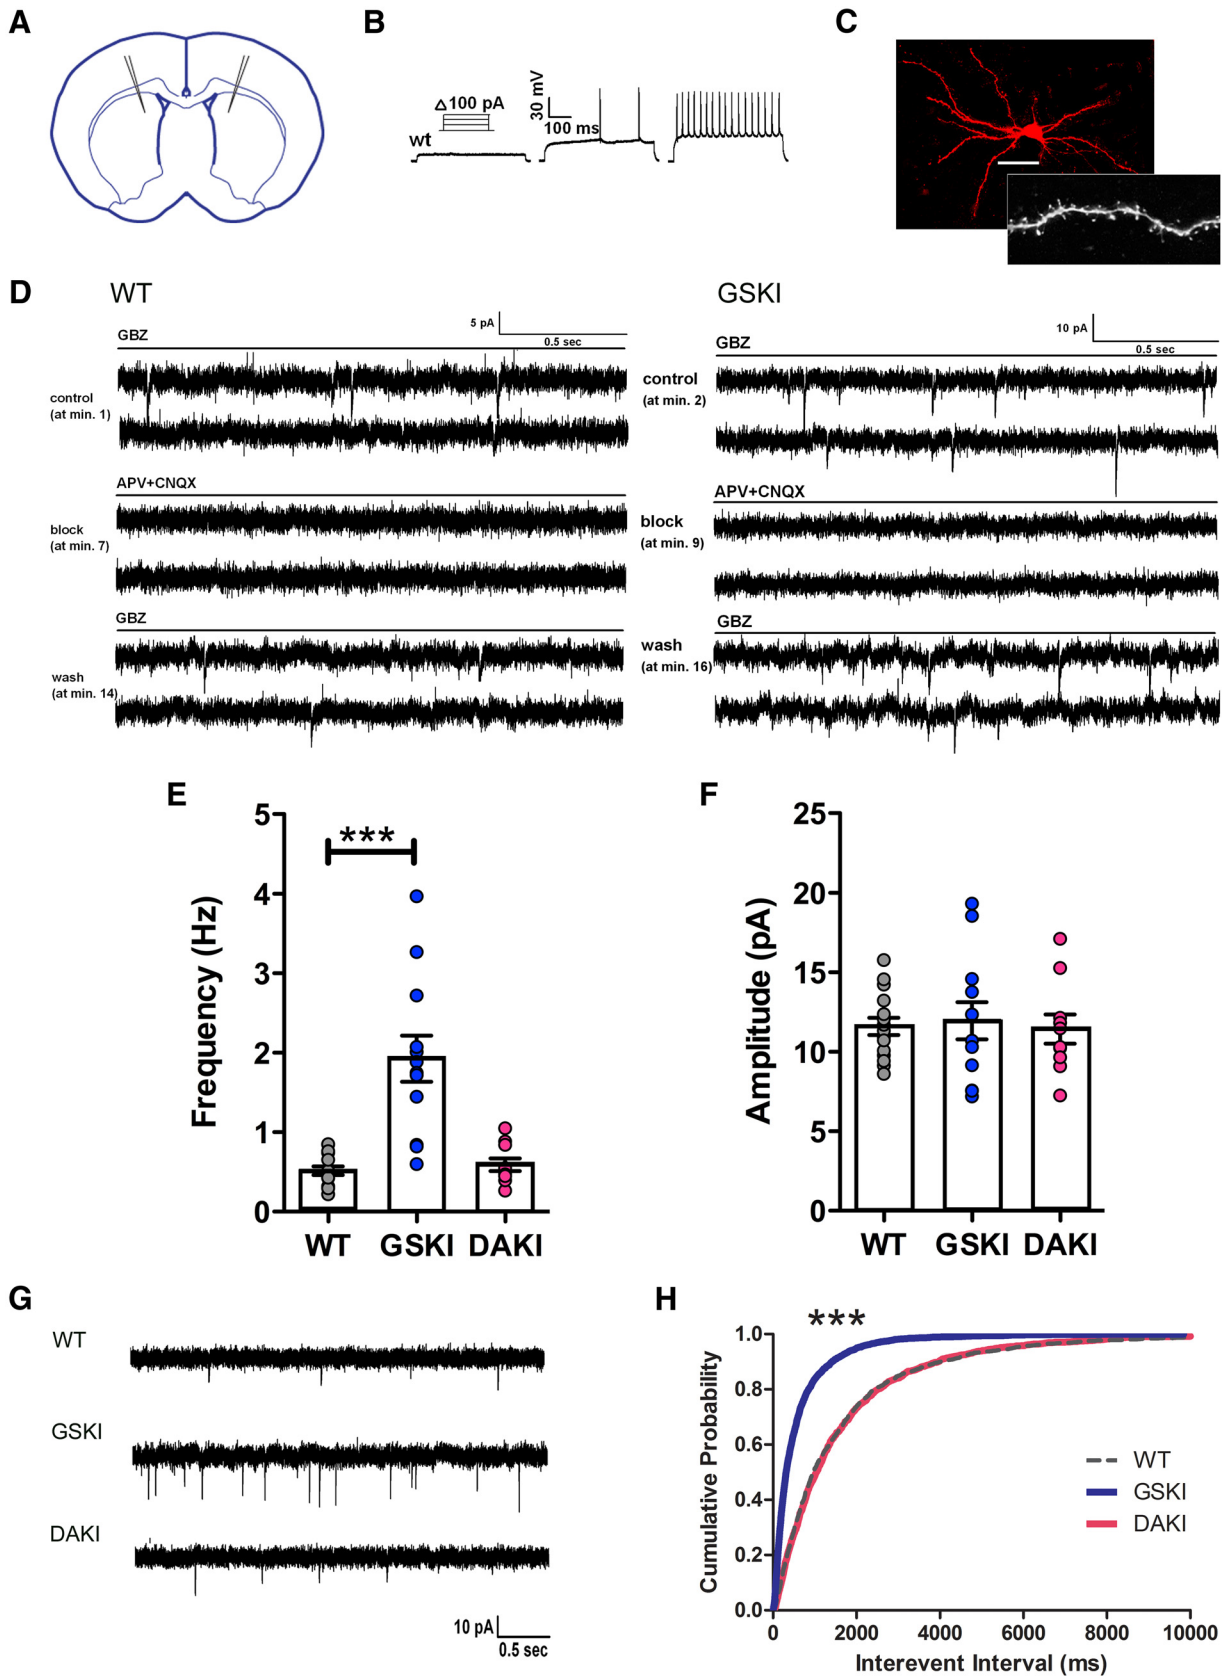 A
B
C
Δ100 pA
wt
30 mV
100 ms
D
WT
GSKI
5 pA
0.5 sec
GBZ
control
(at min. 1)
APV+CNQX
block
(at min. 7)
GBZ
wash
(at min. 14)
10 pA
0.5 sec
GBZ
control
(at min. 2)
APV+CNQX
block
(at min. 9)
GBZ
wash
(at min. 16)
E
***
Frequency (Hz)
5
4
3
2
1
0
WT GSKI DAKI
F
Amplitude (pA)
25
20
15
10
5
0
WT GSKI DAKI
G
WT
GSKI
DAKI
10 pA
0.5 sec
H
***
Cumulative Probability
1.0
0.8
0.6
0.4
0.2
0.0
WT
GSKI
DAKI
0 2000 4000 6000 8000 10000
Interevent Interval (ms)